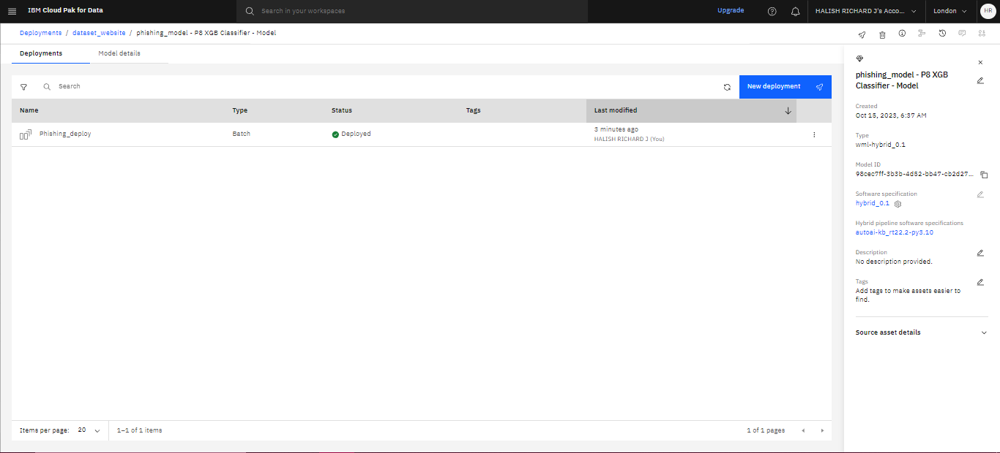 IBM Cloud Pak for Data
Search in your workspaces
Upgrade
HALISH RICHARD J's Acco...
London
HR
Deployments / dataset_website / phishing_model - P8 XGB Classifier - Model
Deployments
Model details
Search
New deployment
Name Type Status Tags Last modified
Phishing_deploy Batch Deployed 3 minutes ago
HALISH RICHARD J (You)
Items per page: 20
1–1 of 1 items
1 of 1 pages
phishing_model - P8 XGB
Classifier - Model
Created
Oct 15, 2023, 6:37 AM
Type
wml-hybrid_0.1
Model ID
98cec7ff-3b3b-4d52-bb47-cb2d27...
Software specification
hybrid_0.1
Hybrid pipeline software specifications
autoai-kb_rt22.2-py3.10
Description
No description provided.
Tags
Add tags to make assets easier to
find.
Source asset details